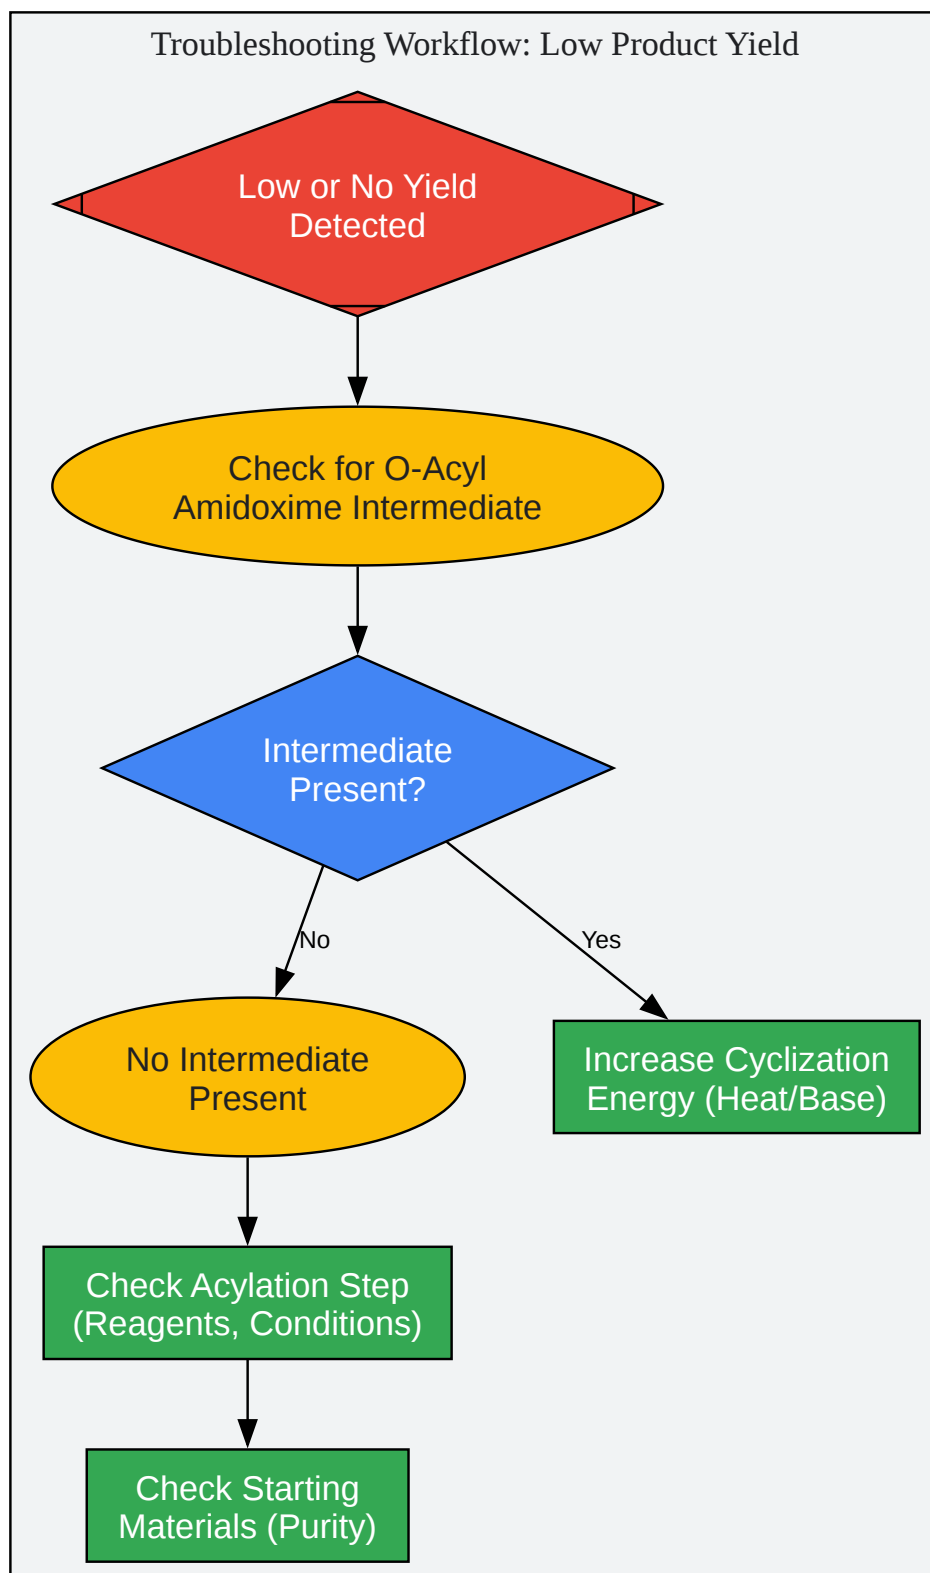 Troubleshooting Workflow: Low Product Yield
Low or No Yield
Detected
Check for O-Acyl
Amidoxime Intermediate
Intermediate
Present?
No
Yes
No Intermediate
Present
Increase Cyclization
Energy (Heat/Base)
Check Acylation Step
(Reagents, Conditions)
Check Starting
Materials (Purity)